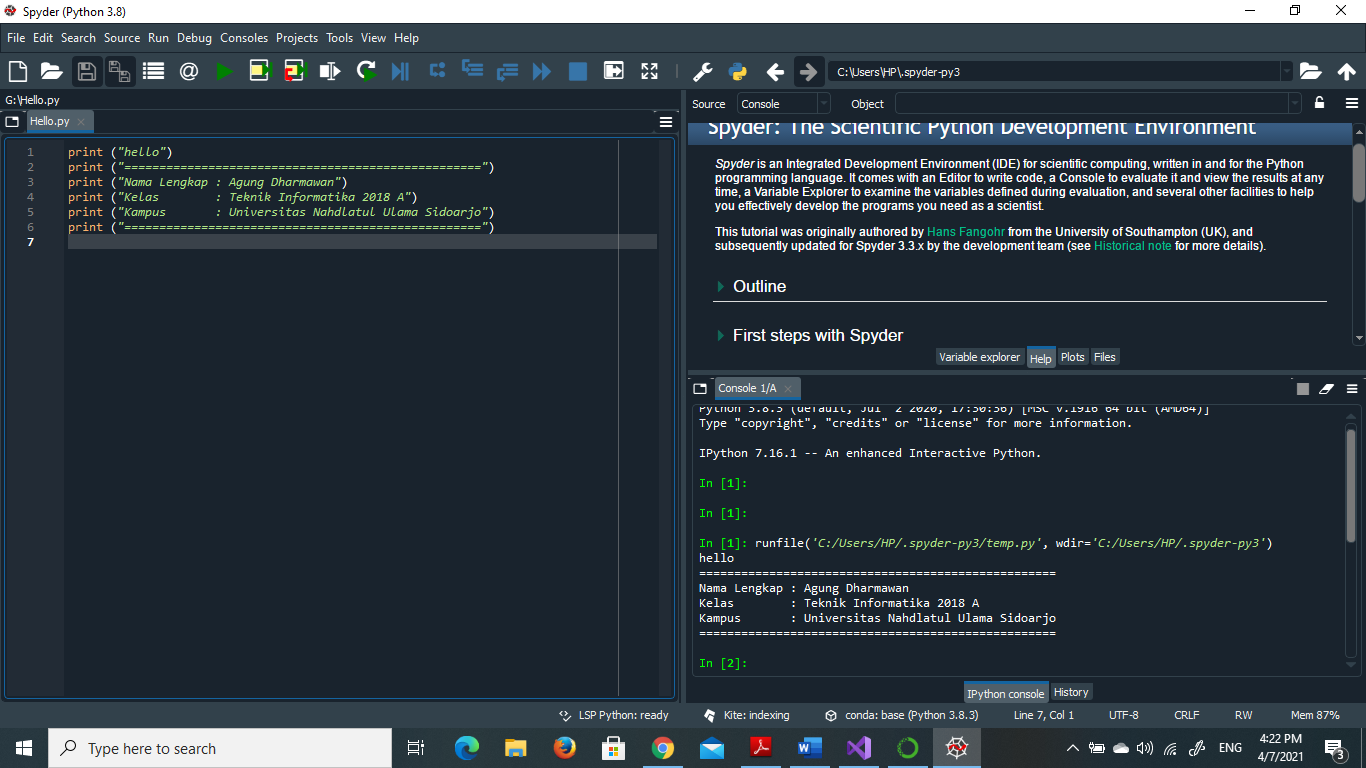 Spyder (Python 3.8)
File Edit Search Source Run Debug Consoles Projects Tools View Help
C:\Users\HP\.spyder-py3
G:\Hello.py
Hello.py
1 print ("hello")
2 print ("===================================================")
3 print ("Nama Lengkap : Agung Dharmawan")
4 print ("Kelas        : Teknik Informatika 2018 A")
5 print ("Kampus       : Universitas Nahdlatul Ulama Sidoarjo")
6 print ("===================================================")
7
Source Console Object
Spyder: The Scientific Python Development Environment
Spyder is an Integrated Development Environment (IDE) for scientific computing, written in and for the Python
programming language. It comes with an Editor to write code, a Console to evaluate it and view the results at any
time, a Variable Explorer to examine the variables defined during evaluation, and several other facilities to help
you effectively develop the programs you need as a scientist.
This tutorial was originally authored by Hans Fangohr from the University of Southampton (UK), and
subsequently updated for Spyder 3.3.x by the development team (see Historical note for more details).
Outline
First steps with Spyder
Variable explorer Help Plots Files
Console 1/A
Python 3.8.3 (default, Jul  2 2020, 17:30:36) [MSC v.1916 64 bit (AMD64)]
Type "copyright", "credits" or "license" for more information.
IPython 7.16.1 -- An enhanced Interactive Python.
In [1]:
In [1]:
In [1]: runfile('C:/Users/HP/.spyder-py3/temp.py', wdir='C:/Users/HP/.spyder-py3')
hello
===================================================
Nama Lengkap : Agung Dharmawan
Kelas        : Teknik Informatika 2018 A
Kampus       : Universitas Nahdlatul Ulama Sidoarjo
===================================================
In [2]:
IPython console History
LSP Python: ready Kite: indexing conda: base (Python 3.8.3) Line 7, Col 1 UTF-8 CRLF RW Mem 87%
Type here to search
ENG
4:22 PM
4/7/2021
3